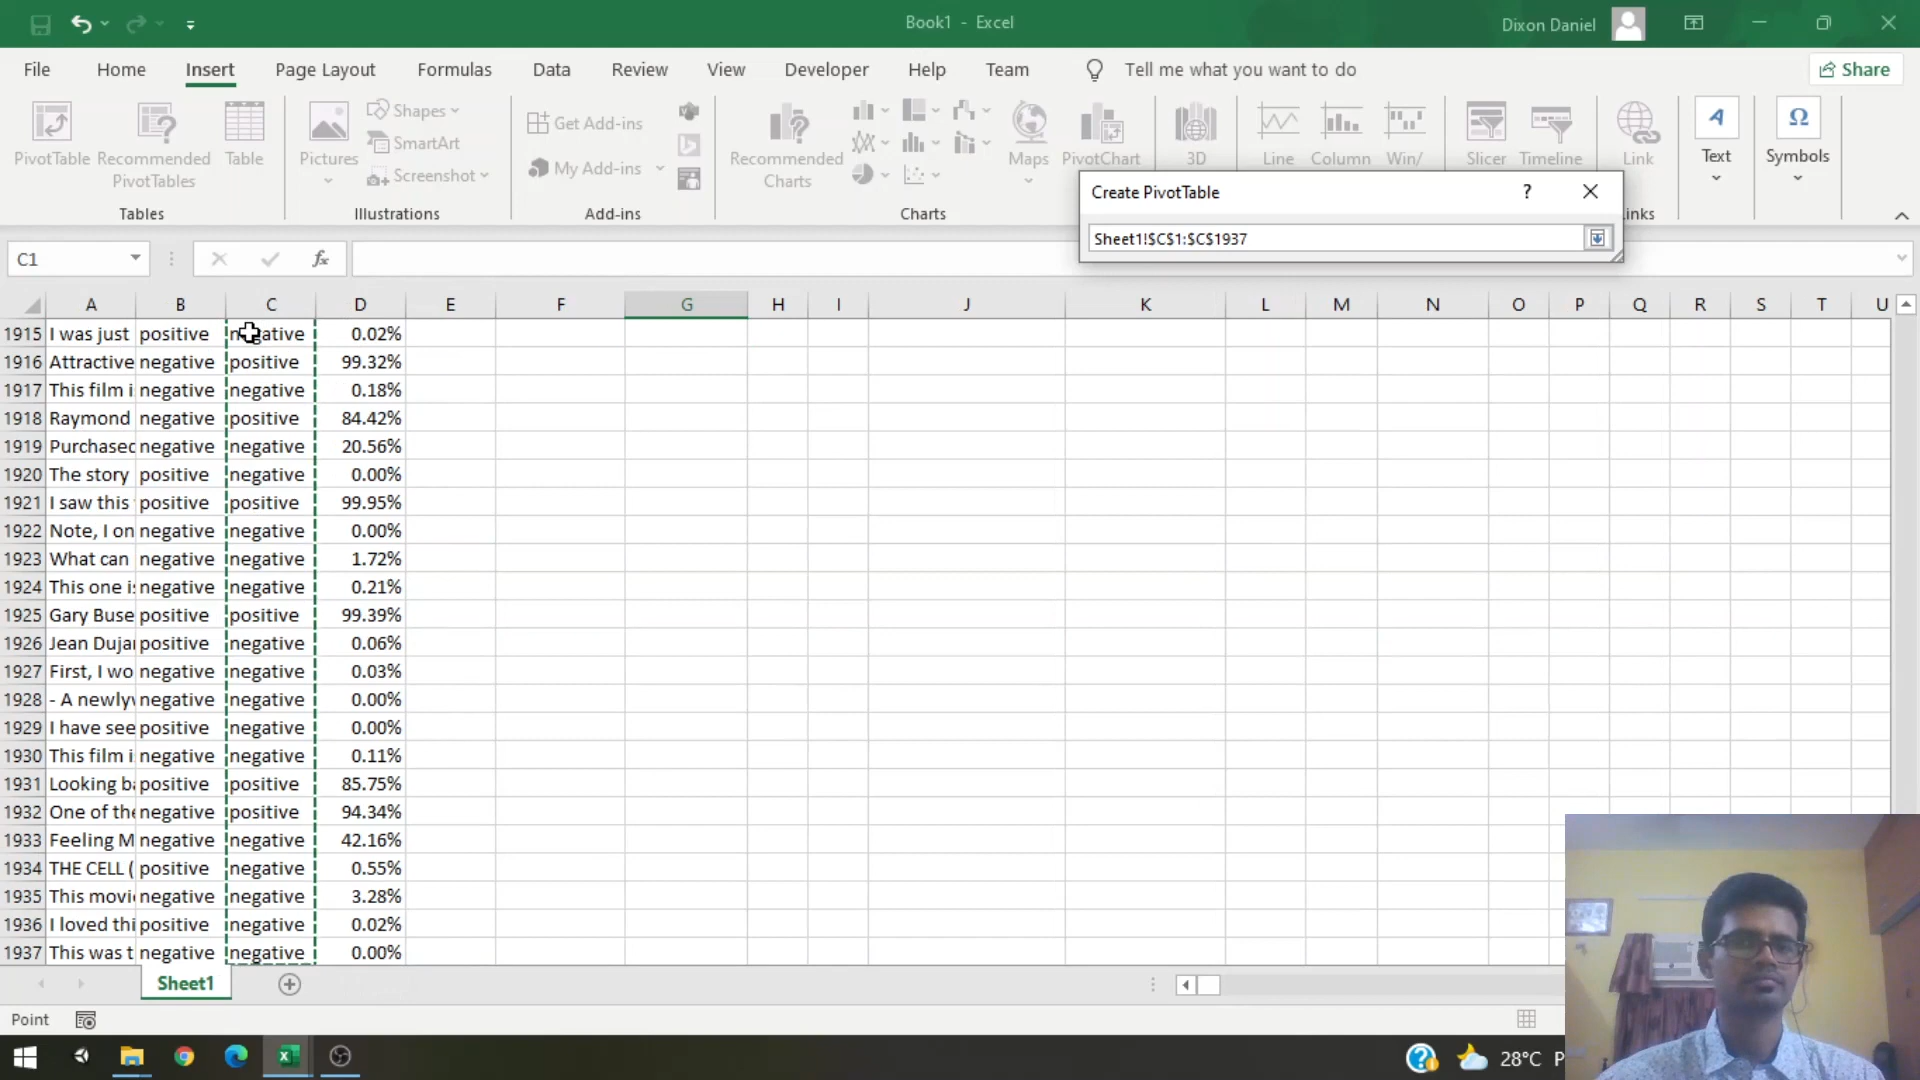 Book1 - Excel
Dixon Daniel
File Home Insert Page Layout Formulas Data Review View Developer Help Team Tell me what you want to do Share
PivotTable
Recommended PivotTables
Table
Tables
Pictures
Shapes
SmartArt
Screenshot
Illustrations
Get Add-ins
My Add-ins
Add-ins
Recommended Charts
Maps
PivotChart
Charts
3D
Line
Column
Win/
Slicer
Timeline
Link
Links
A
Text
Ω
Symbols
Create PivotTable ? ×
Sheet1!$C$1:$C$1937
C1
fx
A B C D E F G H I J K L M N O P Q R S T U
1915 I was just positive negative 0.02%
1916 Attractive negative positive 99.32%
1917 This film i negative negative 0.18%
1918 Raymond negative positive 84.42%
1919 Purchased negative negative 20.56%
1920 The story positive negative 0.00%
1921 I saw this positive positive 99.95%
1922 Note, I on negative negative 0.00%
1923 What can negative negative 1.72%
1924 This one is negative negative 0.21%
1925 Gary Buse positive positive 99.39%
1926 Jean Dujar positive negative 0.06%
1927 First, I wo negative negative 0.03%
1928 - A newlyw negative negative 0.00%
1929 I have see positive negative 0.00%
1930 This film i negative negative 0.11%
1931 Looking ba positive positive 85.75%
1932 One of the negative positive 94.34%
1933 Feeling M negative negative 42.16%
1934 THE CELL ( positive negative 0.55%
1935 This movie negative negative 3.28%
1936 I loved thi positive negative 0.02%
1937 This was t negative negative 0.00%
Sheet1
Point
28°C P